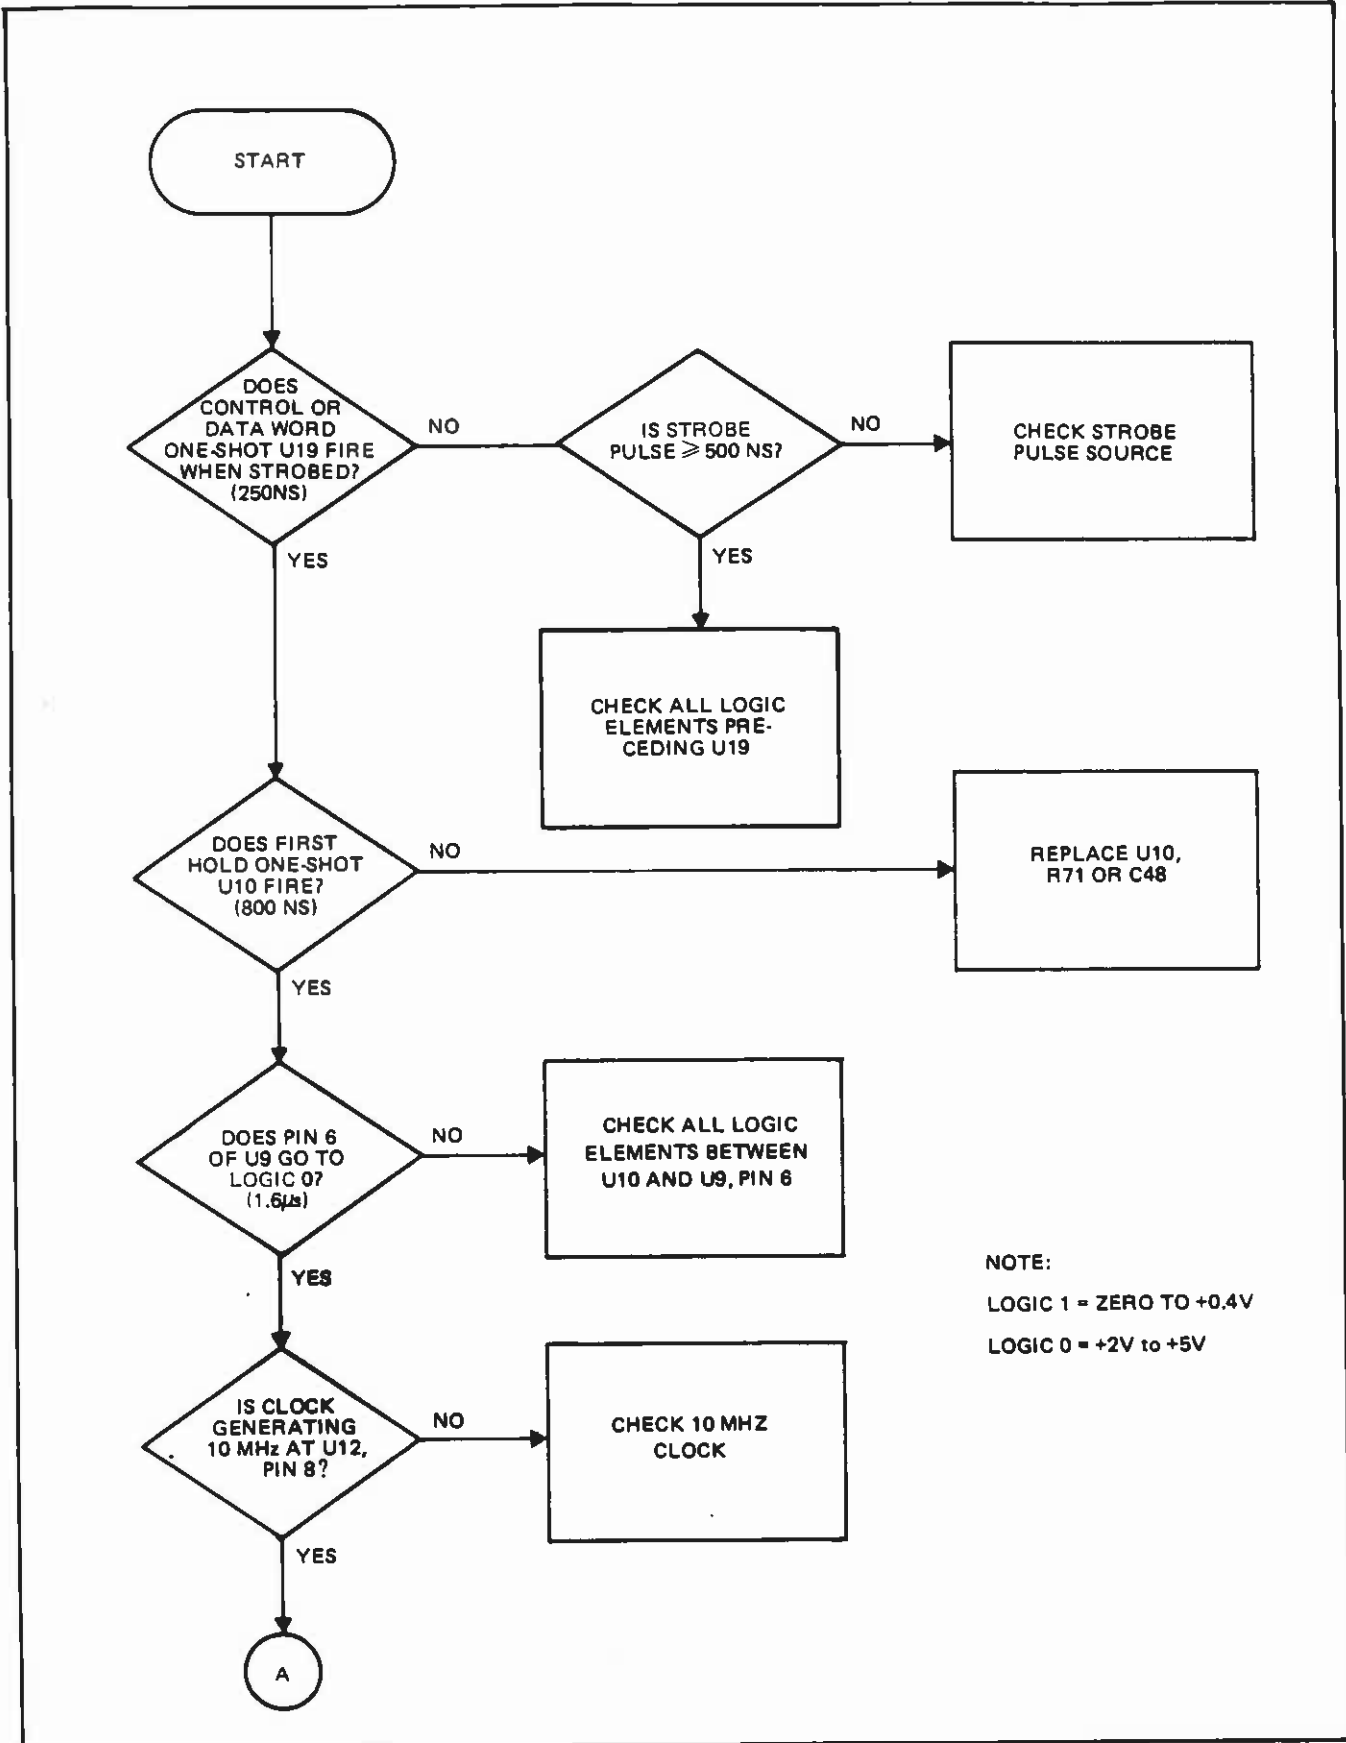 START
DOES
CONTROL OR
DATA WORD
ONE-SHOT U19 FIRE
WHEN STROBED?
(250NS)
NO
IS STROBE
PULSE ⩾ 500 NS?
NO
CHECK STROBE
PULSE SOURCE
YES
YES
CHECK ALL LOGIC
ELEMENTS PRE-
CEDING U19
DOES FIRST
HOLD ONE-SHOT
U10 FIRE?
(800 NS)
NO
REPLACE U10,
R71 OR C48
YES
DOES PIN 6
OF U9 GO TO
LOGIC 0?
(1.6μs)
NO
CHECK ALL LOGIC
ELEMENTS BETWEEN
U10 AND U9, PIN 6
YES
NOTE:
LOGIC 1 = ZERO TO +0.4V
LOGIC 0 = +2V to +5V
IS CLOCK
GENERATING
10 MHz AT U12,
PIN 8?
NO
CHECK 10 MHZ
CLOCK
YES
A